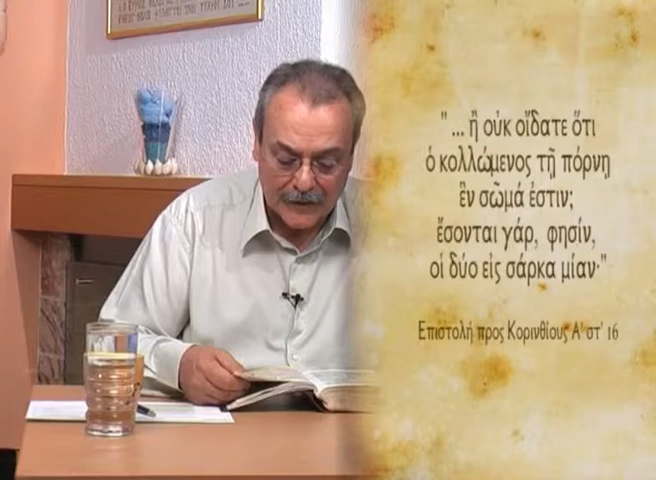 " ... ἢ οὐκ οἴδατε ὅτι
ὁ κολλώμενος τῇ πόρνῃ
ἓν σῶμά ἐστιν;
ἔσονται γάρ, φησίν,
οἱ δύο εἰς σάρκα μίαν·"
Επιστολή προς Κορινθίους Α' στ' 16